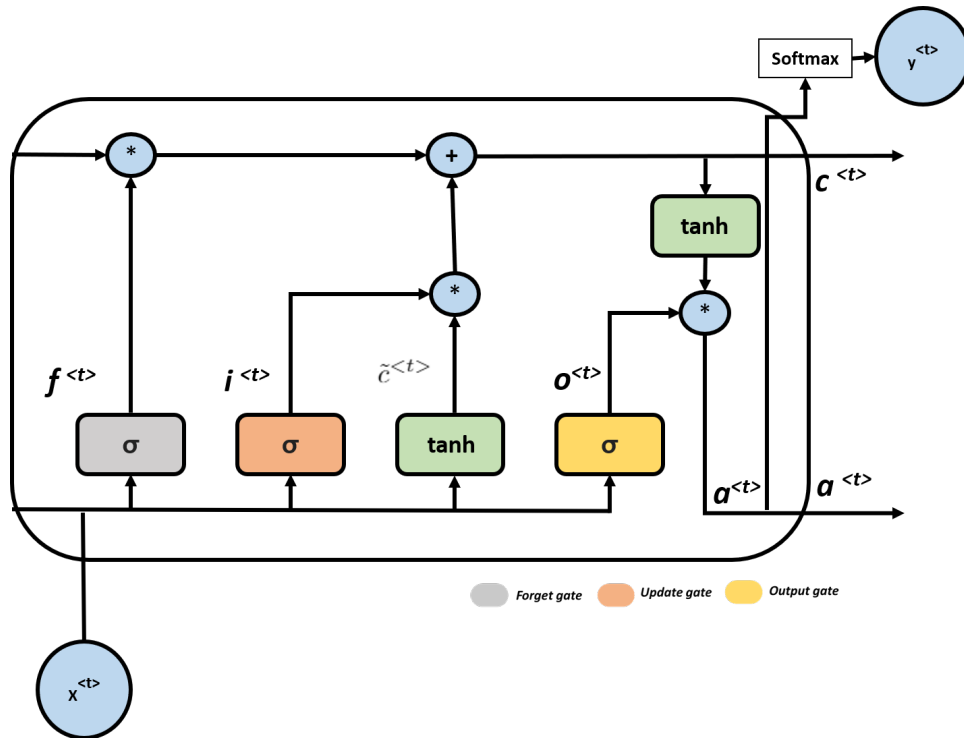 y<t>
Softmax
*
+
c <t>
tanh
*
*
f <t>
i <t>
c̃<t>
o<t>
σ
σ
tanh
σ
a<t>
a <t>
Forget gate
Update gate
Output gate
x<t>